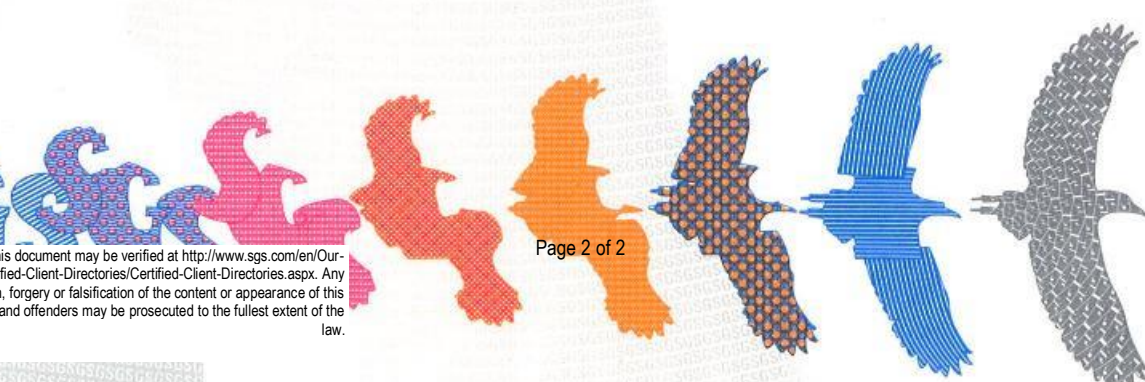 Page 2 of 2
his document may be verified at http://www.sgs.com/en/Our-
fied-Client-Directories/Certified-Client-Directories.aspx. Any
, forgery or falsification of the content or appearance of this
and offenders may be prosecuted to the fullest extent of the
law.